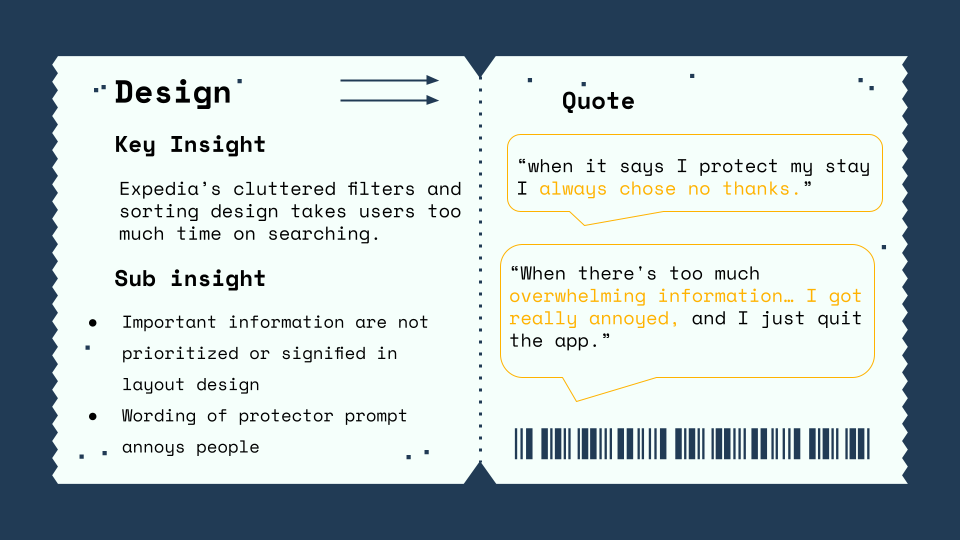 Design
Key Insight
Expedia’s cluttered filters and
sorting design takes users too
much time on searching.
Sub insight
● Important information are not
prioritized or signified in
layout design
● Wording of protector prompt
annoys people
Quote
“when it says I protect my stay
I always chose no thanks.”
“When there's too much
overwhelming information… I got
really annoyed, and I just quit
the app.”